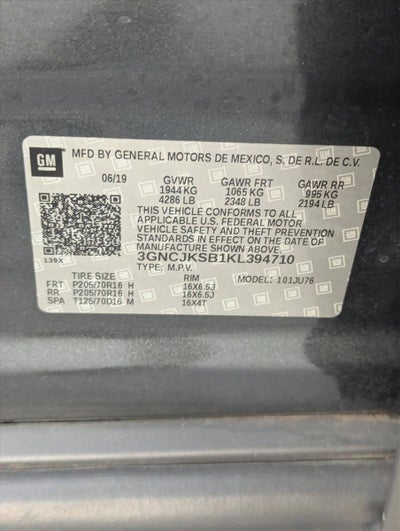 GM MFD BY GENERAL MOTORS DE MEXICO, S. DE R.L. DE C.V.
06/19 GVWR GAWR FRT GAWR RR
1944 KG 1065 KG 995 KG
4286 LB 2348 LB 2194 LB
THIS VEHICLE CONFORMS TO ALL
APPLICABLE U.S. FEDERAL MOTOR
VEHICLE SAFETY AND THEFT PREVENTION
STANDARDS IN EFFECT ON THE DATE OF
MANUFACTURE SHOWN ABOVE.
139X 3GNCJKSB1KL394710
TYPE: M.P.V. MODEL: 101JU76
TIRE SIZE RIM
FRT P205/70R16 H 16X6.5J
RR P205/70R16 H 16X6.5J
SPA T125/70D16 M 16X4T